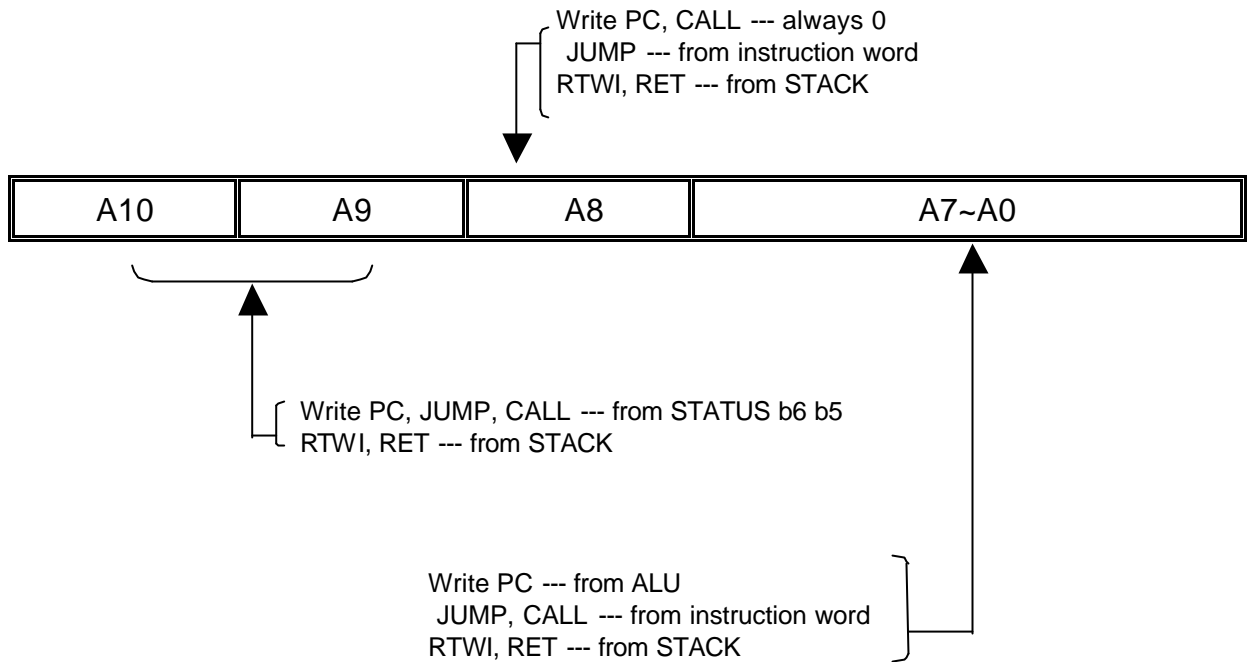 Write PC, CALL --- always 0
JUMP --- from instruction word
RTWI, RET --- from STACK
A10 A9 A8 A7~A0
Write PC, JUMP, CALL --- from STATUS b6 b5
RTWI, RET --- from STACK
Write PC --- from ALU
JUMP, CALL --- from instruction word
RTWI, RET --- from STACK